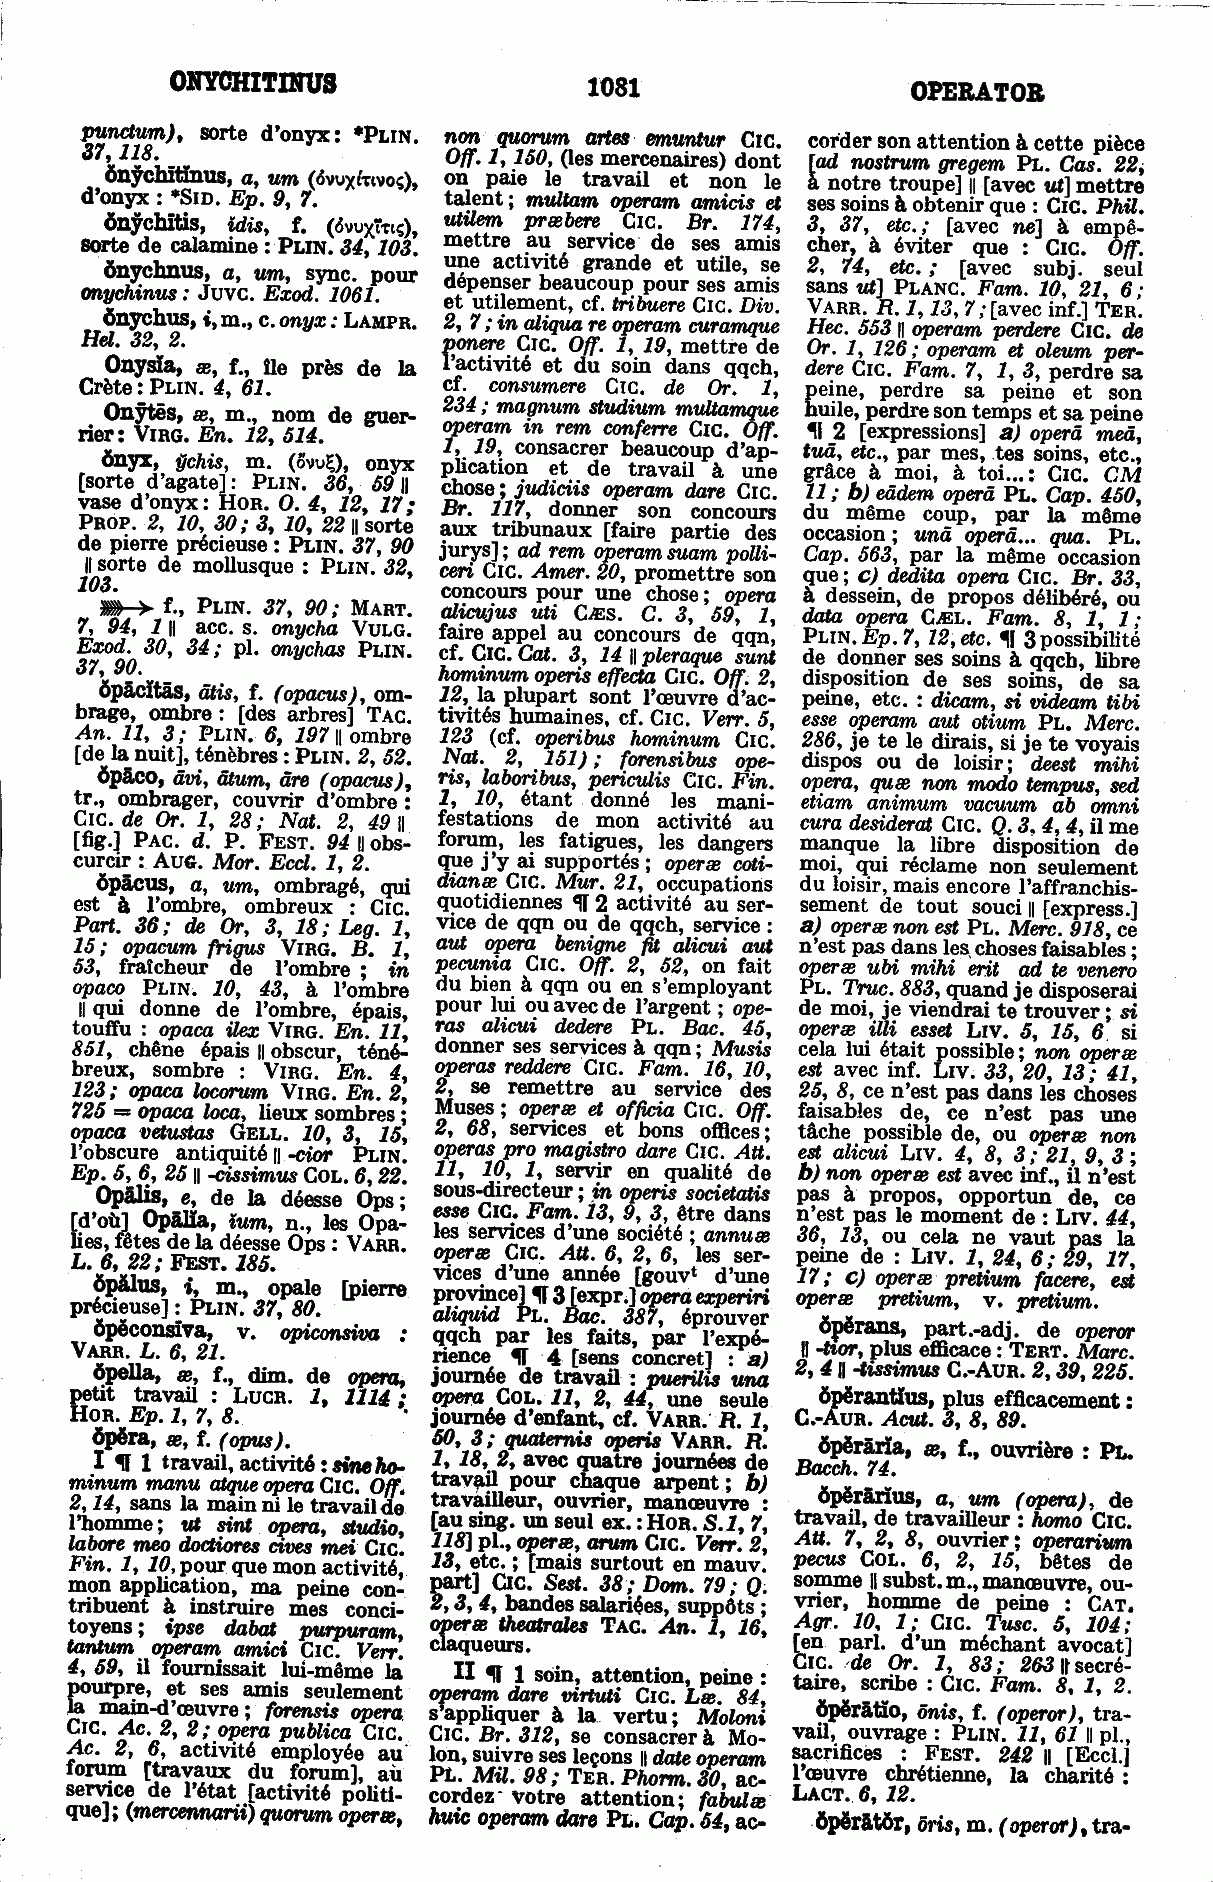 ONYCHITINUS
1081
OPERATOR
punctum), sorte d'onyx : *PLIN.
37, 118.
ŏnȳchĭtĭnus, a, um (ὀνυχίτινος),
d'onyx : *SID. Ep. 9, 7.
ŏnȳchītis, ĭdis, f. (ὀνυχῖτις),
sorte de calamine : PLIN. 34, 103.
ŏnychnus, a, um, sync. pour
onychinus : JUVC. Exod. 1061.
ŏnychus, i, m., c. onyx : LAMPR.
Hel. 32, 2.
Onysĭa, æ, f., île près de la
Crète : PLIN. 4, 61.
Onȳtēs, æ, m., nom de guer-
rier : VIRG. En. 12, 514.
ŏnyx, ўchis, m. (ὄνυξ), onyx
[sorte d'agate] : PLIN. 36, 59 ||
vase d'onyx : HOR. O. 4, 12, 17 ;
PROP. 2, 10, 30 ; 3, 10, 22 || sorte
de pierre précieuse : PLIN. 37, 90
|| sorte de mollusque : PLIN. 32,
103.
⟶ f., PLIN. 37, 90 ; MART.
7, 94, 1 || acc. s. onycha VULG.
Exod. 30, 34 ; pl. onychas PLIN.
37, 90.
ŏpācĭtās, ātis, f. (opacus), om-
brage, ombre : [des arbres] TAC.
An. 11, 3 ; PLIN. 6, 197 || ombre
[de la nuit], ténèbres : PLIN. 2, 52.
ŏpāco, āvi, ātum, āre (opacus),
tr., ombrager, couvrir d'ombre :
CIC. de Or. 1, 28 ; Nat. 2, 49 ||
[fig.] PAC. d. P. FEST. 94 || obs-
curcir : AUG. Mor. Eccl. 1, 2.
ŏpācus, a, um, ombragé, qui
est à l'ombre, ombreux : CIC.
Part. 36 ; de Or, 3, 18 ; Leg. 1,
15 ; opacum frigus VIRG. B. 1,
53, fraîcheur de l'ombre ; in
opaco PLIN. 10, 43, à l'ombre
|| qui donne de l'ombre, épais,
touffu : opaca ilex VIRG. En. 11,
851, chêne épais || obscur, téné-
breux, sombre : VIRG. En. 4,
123 ; opaca locorum VIRG. En. 2,
725 = opaca loca, lieux sombres ;
opaca vetustas GELL. 10, 3, 15,
l'obscure antiquité || -cior PLIN.
Ep. 5, 6, 25 || -cissimus COL. 6, 22.
Opālis, e, de la déesse Ops ;
[d'où] Opālĭa, ĭum, n., les Opa-
lies, fêtes de la déesse Ops : VARR.
L. 6, 22 ; FEST. 185.
ŏpălus, i, m., opale [pierre
précieuse] : PLIN. 37, 80.
ŏpĕconsīva, v. opiconsiva :
VARR. L. 6, 21.
ŏpella, æ, f., dim. de opera,
petit travail : LUCR. 1, 1114 ;
HOR. Ep. 1, 7, 8.
ŏpĕra, æ, f. (opus).
I ¶ 1 travail, activité : sine ho-
minum manu atque opera CIC. Off.
2, 14, sans la main ni le travail de
l'homme ; ut sint opera, studio,
labore meo doctiores cives mei CIC.
Fin. 1, 10, pour que mon activité,
mon application, ma peine con-
tribuent à instruire mes conci-
toyens ; ipse dabat purpuram,
tantum operam amici CIC. Verr.
4, 59, il fournissait lui-même la
pourpre, et ses amis seulement
la main-d'œuvre ; forensis opera
CIC. Ac. 2, 2 ; opera publica CIC.
Ac. 2, 6, activité employée au
forum [travaux du forum], au
service de l'état [activité politi-
que] ; (mercennarii) quorum operæ,
non quorum artes emuntur CIC.
Off. 1, 150, (les mercenaires) dont
on paie le travail et non le
talent ; multam operam amicis et
utilem præbere CIC. Br. 174,
mettre au service de ses amis
une activité grande et utile, se
dépenser beaucoup pour ses amis
et utilement, cf. tribuere CIC. Div.
2, 7 ; in aliqua re operam curamque
ponere CIC. Off. 1, 19, mettre de
l'activité et du soin dans qqch,
cf. consumere CIC. de Or. 1,
234 ; magnum studium multamque
operam in rem conferre CIC. Off.
1, 19, consacrer beaucoup d'ap-
plication et de travail à une
chose ; judiciis operam dare CIC.
Br. 117, donner son concours
aux tribunaux [faire partie des
jurys] ; ad rem operam suam polli-
ceri CIC. Amer. 20, promettre son
concours pour une chose ; opera
alicujus uti CÆS. C. 3, 59, 1,
faire appel au concours de qqn,
cf. CIC. Cat. 3, 14 || pleraque sunt
hominum operis effecta CIC. Off. 2,
12, la plupart sont l'œuvre d'ac-
tivités humaines, cf. CIC. Verr. 5,
123 (cf. operibus hominum CIC.
Nat. 2, 151) ; forensibus ope-
ris, laboribus, periculis CIC. Fin.
1, 10, étant donné les mani-
festations de mon activité au
forum, les fatigues, les dangers
que j'y ai supportés ; operæ coti-
dianæ CIC. Mur. 21, occupations
quotidiennes ¶ 2 activité au ser-
vice de qqn ou de qqch, service :
aut opera benigne fit alicui aut
pecunia CIC. Off. 2, 52, on fait
du bien à qqn ou en s'employant
pour lui ou avec de l'argent ; ope-
ras alicui dedere PL. Bac. 45,
donner ses services à qqn ; Musis
operas reddere CIC. Fam. 16, 10,
2, se remettre au service des
Muses ; operæ et officia CIC. Off.
2, 68, services et bons offices ;
operas pro magistro dare CIC. Att.
11, 10, 1, servir en qualité de
sous-directeur ; in operis societatis
esse CIC. Fam. 13, 9, 3, être dans
les services d'une société ; annuæ
operæ CIC. Att. 6, 2, 6, les ser-
vices d'une année [gouvt d'une
province] ¶ 3 [expr.] opera experiri
aliquid PL. Bac. 387, éprouver
qqch par les faits, par l'expé-
rience ¶ 4 [sens concret] : a)
journée de travail : puerilis una
opera COL. 11, 2, 44, une seule
journée d'enfant, cf. VARR. R. 1,
50, 3 ; quaternis operis VARR. R.
1, 18, 2, avec quatre journées de
travail pour chaque arpent ; b)
travailleur, ouvrier, manœuvre :
[au sing. un seul ex. : HOR. S. 1, 7,
118] pl., operæ, arum CIC. Verr. 2,
13, etc. ; [mais surtout en mauv.
part] CIC. Sest. 38 ; Dom. 79 ; Q.
2, 3, 4, bandes salariées, suppôts ;
operæ theatrales TAC. An. 1, 16,
claqueurs.
II ¶ 1 soin, attention, peine :
operam dare virtuti CIC. Læ. 84,
s'appliquer à la vertu ; Moloni
CIC. Br. 312, se consacrer à Mo-
lon, suivre ses leçons || date operam
PL. Mil. 98 ; TER. Phorm. 30, ac-
cordez votre attention ; fabulæ
huic operam dare PL. Cap. 54, ac-
corder son attention à cette pièce
[ad nostrum gregem PL. Cas. 22,
à notre troupe] || [avec ut] mettre
ses soins à obtenir que : CIC. Phil.
3, 37, etc. ; [avec ne] à empê-
cher, à éviter que : CIC. Off.
2, 74, etc. ; [avec subj. seul
sans ut] PLANC. Fam. 10, 21, 6 ;
VARR. R. 1, 13, 7 ; [avec inf.] TER.
Hec. 553 || operam perdere CIC. de
Or. 1, 126 ; operam et oleum per-
dere CIC. Fam. 7, 1, 3, perdre sa
peine, perdre sa peine et son
huile, perdre son temps et sa peine
¶ 2 [expressions] a) operā meā,
tuā, etc., par mes, tes soins, etc.,
grâce à moi, à toi... : CIC. CM
11 ; b) eādem operā PL. Cap. 450,
du même coup, par la même
occasion ; unā operā... qua. PL.
Cap. 563, par la même occasion
que ; c) dedita opera CIC. Br. 33,
à dessein, de propos délibéré, ou
data opera CÆL. Fam. 8, 1, 1 ;
PLIN. Ep. 7, 12, etc. ¶ 3 possibilité
de donner ses soins à qqch, libre
disposition de ses soins, de sa
peine, etc. : dicam, si videam tibi
esse operam aut otium PL. Merc.
286, je te le dirais, si je te voyais
dispos ou de loisir ; deest mihi
opera, quæ non modo tempus, sed
etiam animum vacuum ab omni
cura desiderat CIC. Q. 3, 4, 4, il me
manque la libre disposition de
moi, qui réclame non seulement
du loisir, mais encore l'affranchis-
sement de tout souci || [express.]
a) operæ non est PL. Merc. 918, ce
n'est pas dans les choses faisables ;
operæ ubi mihi erit ad te venero
PL. Truc. 883, quand je disposerai
de moi, je viendrai te trouver ; si
operæ illi esset LIV. 5, 15, 6 si
cela lui était possible ; non operæ
est avec inf. LIV. 33, 20, 13 ; 41,
25, 8, ce n'est pas dans les choses
faisables de, ce n'est pas une
tâche possible de, ou operæ non
est alicui LIV. 4, 8, 3 ; 21, 9, 3 ;
b) non operæ est avec inf., il n'est
pas à propos, opportun de, ce
n'est pas le moment de : LIV. 44,
36, 13, ou cela ne vaut pas la
peine de : LIV. 1, 24, 6 ; 29, 17,
17 ; c) operæ pretium facere, est
operæ pretium, v. pretium.
ŏpĕrans, part.-adj. de operor
|| -tior, plus efficace : TERT. Marc.
2, 4 || -tissimus C.-AUR. 2, 39, 225.
ŏpĕrantĭus, plus efficacement :
C.-AUR. Acut. 3, 8, 89.
ŏpĕrārĭa, æ, f., ouvrière : PL.
Bacch. 74.
ŏpĕrārĭus, a, um (opera), de
travail, de travailleur : homo CIC.
Att. 7, 2, 8, ouvrier ; operarium
pecus COL. 6, 2, 15, bêtes de
somme || subst. m., manœuvre, ou-
vrier, homme de peine : CAT.
Agr. 10, 1 ; CIC. Tusc. 5, 104 ;
[en parl. d'un méchant avocat]
CIC. de Or. 1, 83 ; 263 || secré-
taire, scribe : CIC. Fam. 8, 1, 2.
ŏpĕrātĭo, ōnis, f. (operor), tra-
vail, ouvrage : PLIN. 11, 61 || pl.,
sacrifices : FEST. 242 || [Eccl.]
l'œuvre chrétienne, la charité :
LACT. 6, 12.
ŏpĕrātŏr, ōris, m. (operor), tra-